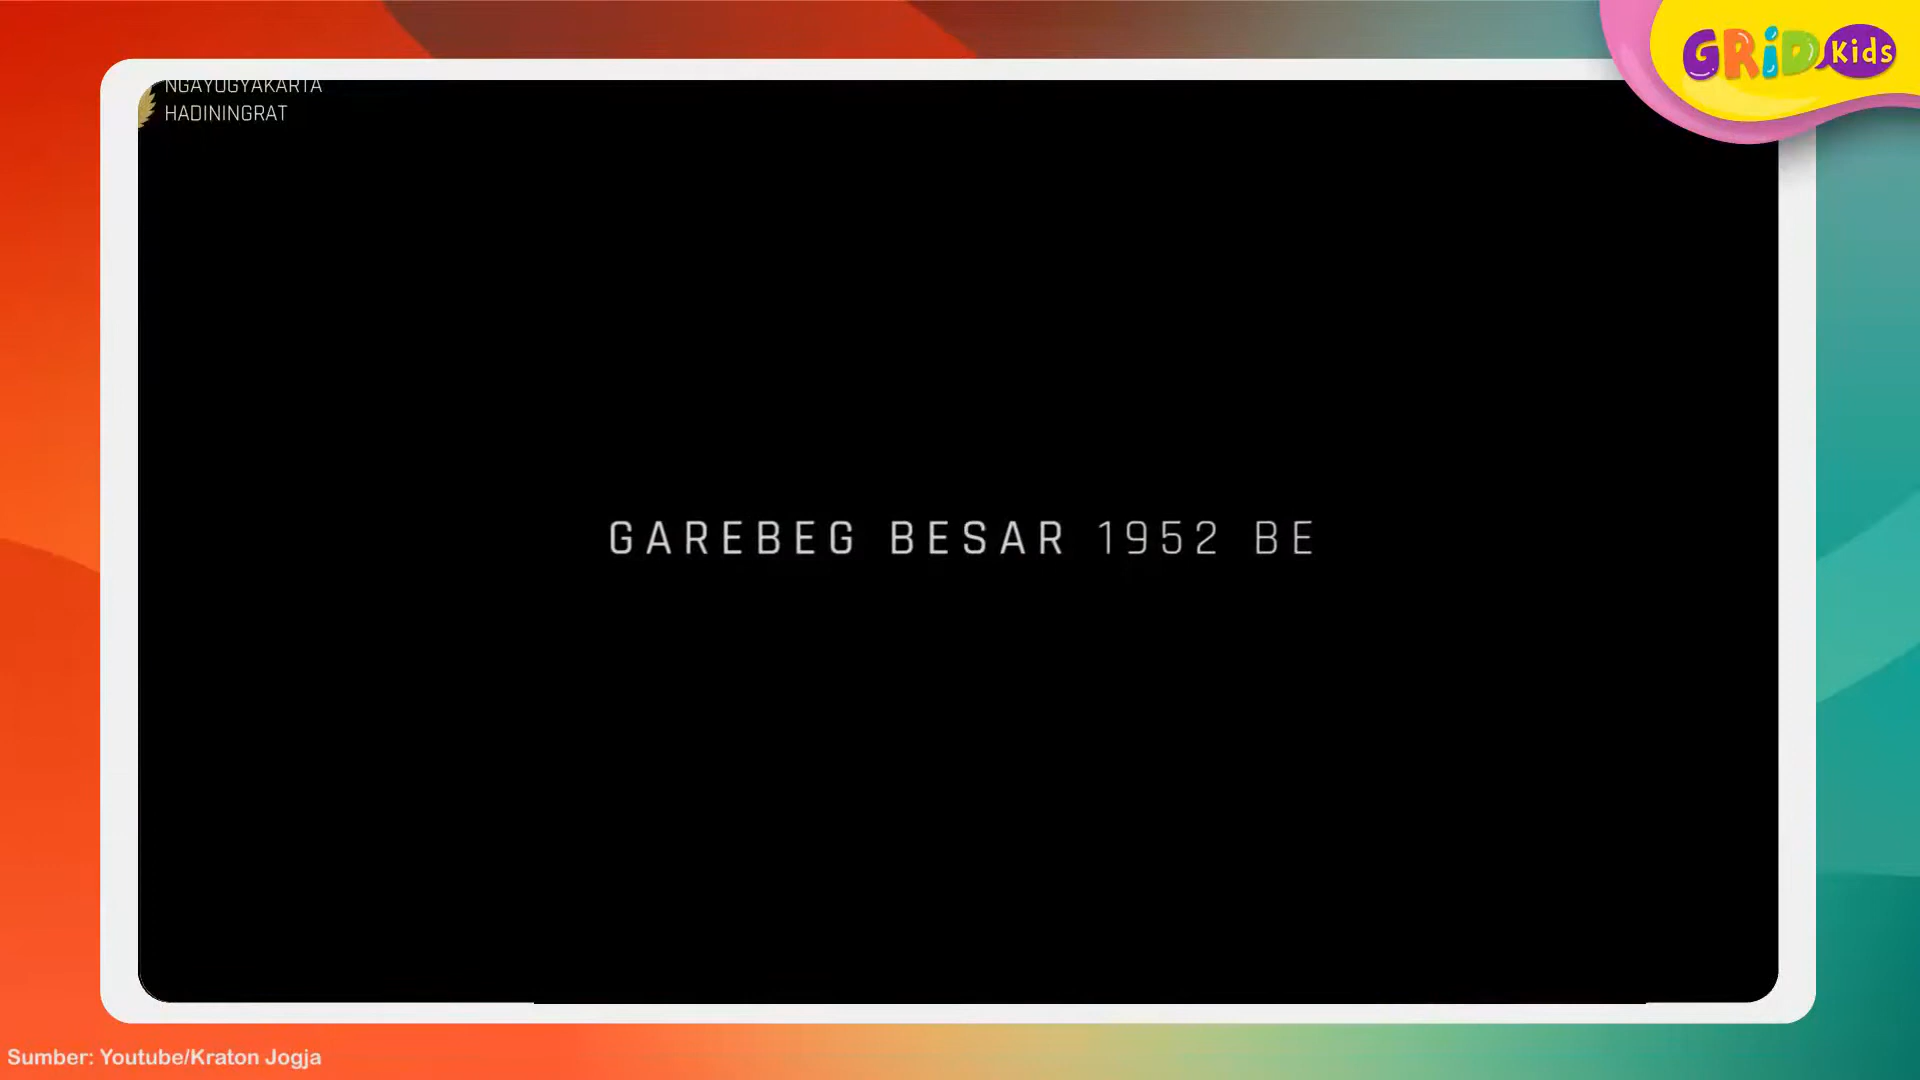 GRiD Kids
NGAYOGYAKARTA
HADININGRAT
GAREBEG BESAR 1952 BE
Sumber: Youtube/Kraton Jogja